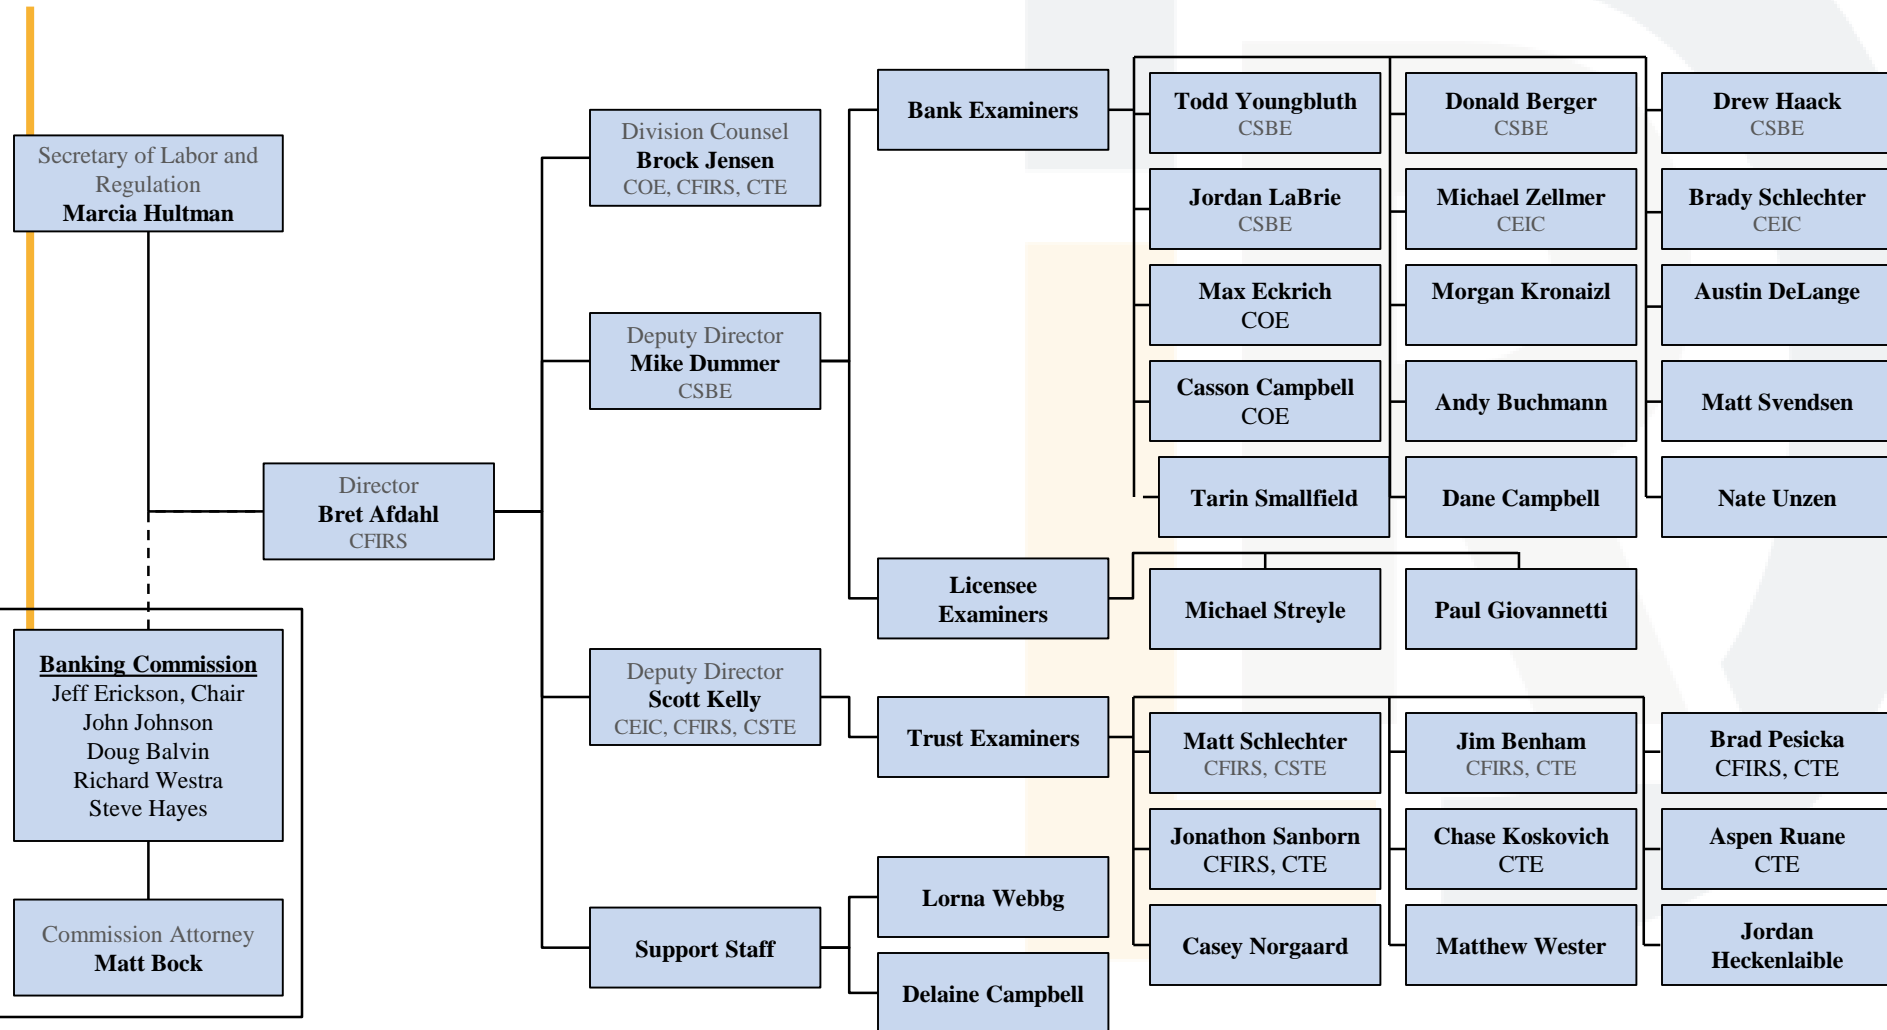 Secretary of Labor and
Regulation
Marcia Hultman
Banking Commission
Jeff Erickson, Chair
John Johnson
Doug Balvin
Richard Westra
Steve Hayes
Commission Attorney
Matt Bock
Director
Bret Afdahl
CFIRS
Division Counsel
Brock Jensen
COE, CFIRS, CTE
Deputy Director
Mike Dummer
CSBE
Deputy Director
Scott Kelly
CEIC, CFIRS, CSTE
Support Staff
Bank Examiners
Todd Youngbluth
CSBE
Donald Berger
CSBE
Drew Haack
CSBE
Jordan LaBrie
CSBE
Michael Zellmer
CEIC
Brady Schlechter
CEIC
Max Eckrich
COE
Morgan Kronaizl
Austin DeLange
Casson Campbell
COE
Andy Buchmann
Matt Svendsen
Tarin Smallfield
Dane Campbell
Nate Unzen
Licensee
Examiners
Michael Streyle
Paul Giovannetti
Trust Examiners
Matt Schlechter
CFIRS, CSTE
Jim Benham
CFIRS, CTE
Brad Pesicka
CFIRS, CTE
Jonathon Sanborn
CFIRS, CTE
Chase Koskovich
CTE
Aspen Ruane
CTE
Casey Norgaard
Matthew Wester
Jordan
Heckenlaible
Lorna Webbg
Delaine Campbell